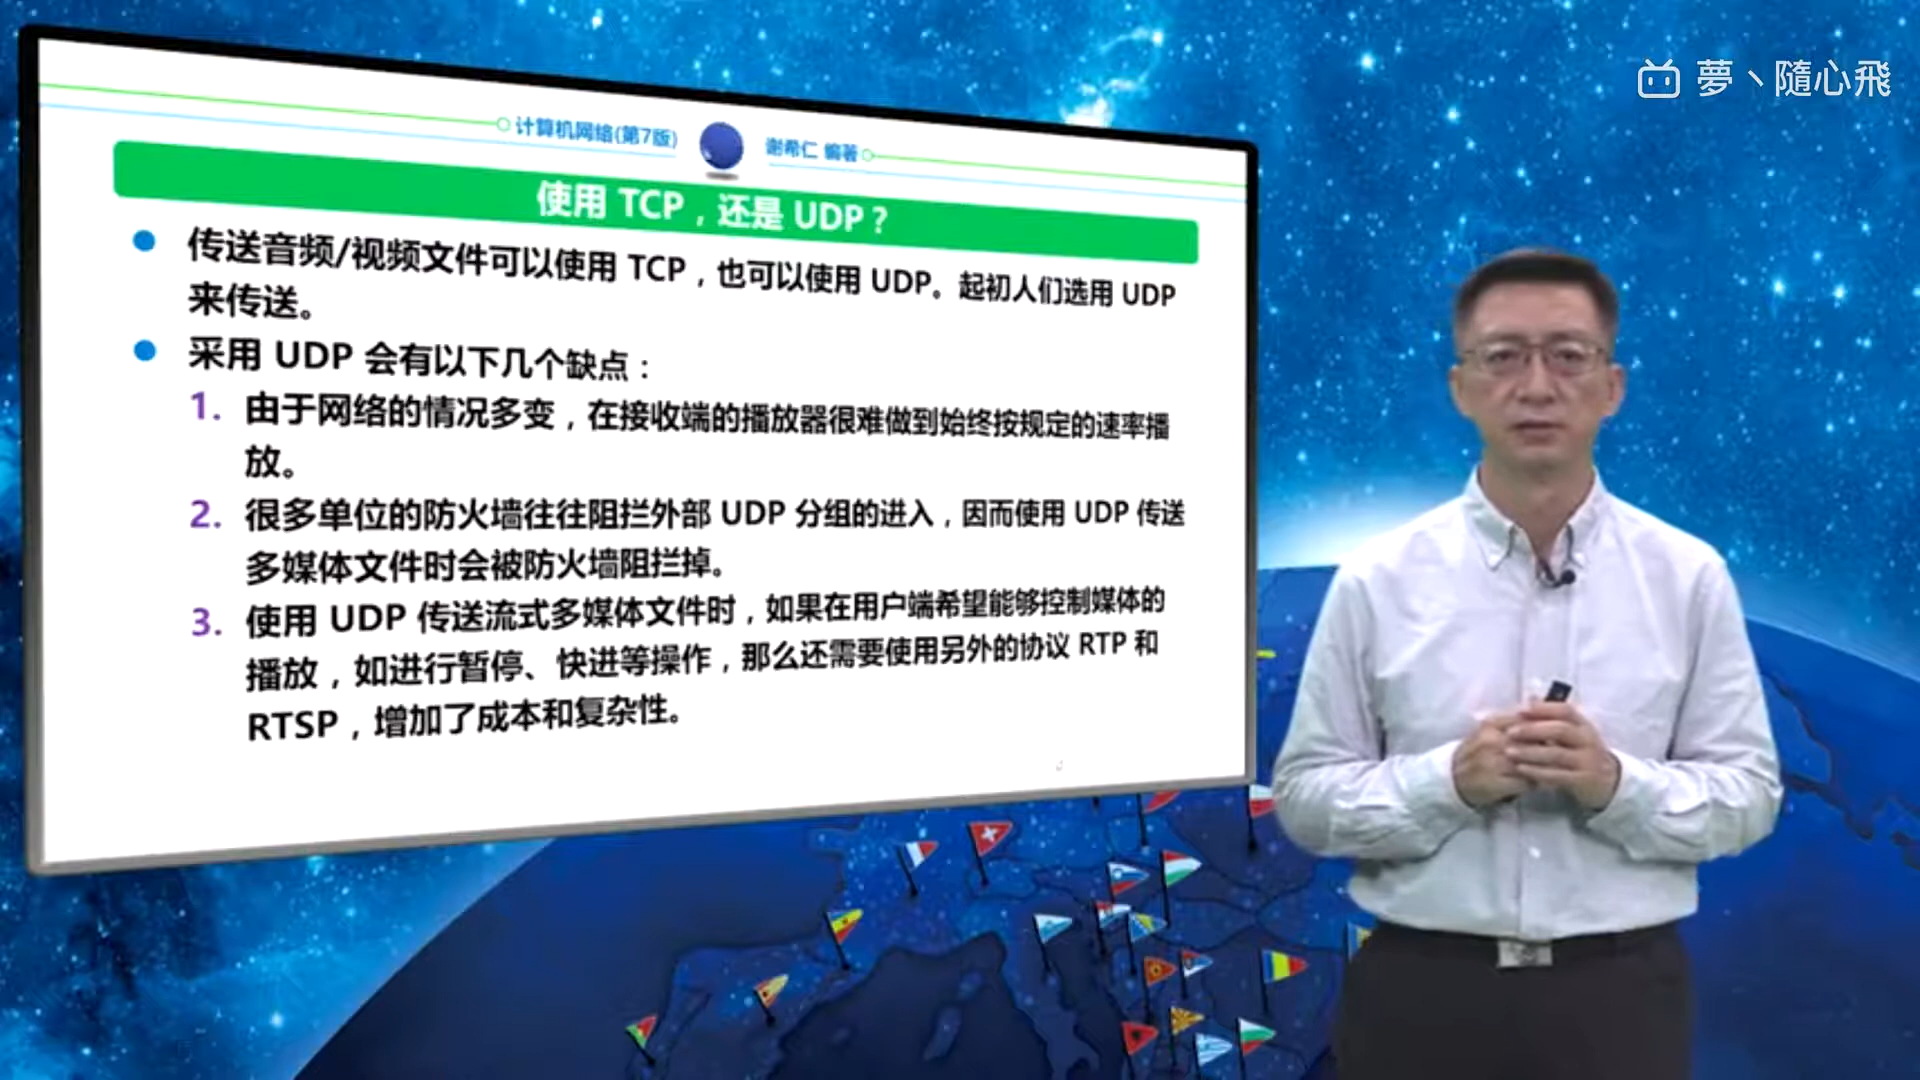 夢丶隨心飛
计算机网络(第7版)
谢希仁 编著
使用 TCP，还是 UDP？
传送音频/视频文件可以使用 TCP，也可以使用 UDP。起初人们选用 UDP
来传送。
采用 UDP 会有以下几个缺点：
1. 由于网络的情况多变，在接收端的播放器很难做到始终按规定的速率播
放。
2. 很多单位的防火墙往往阻拦外部 UDP 分组的进入，因而使用 UDP 传送
多媒体文件时会被防火墙阻拦掉。
3. 使用 UDP 传送流式多媒体文件时，如果在用户端希望能够控制媒体的
播放，如进行暂停、快进等操作，那么还需要使用另外的协议 RTP 和
RTSP，增加了成本和复杂性。